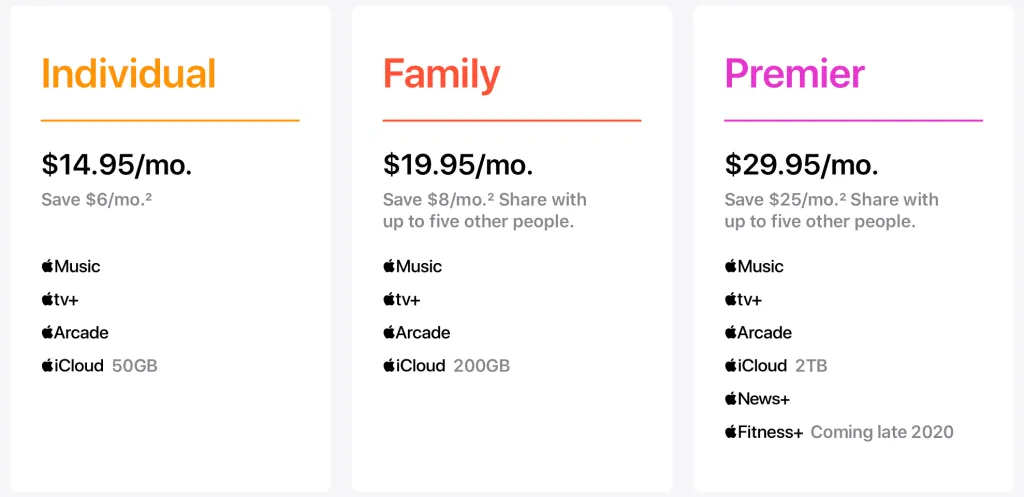 Individual
$14.95/mo.
Save $6/mo.²
Music
tv+
Arcade
iCloud 50GB
Family
$19.95/mo.
Save $8/mo.² Share with
up to five other people.
Music
tv+
Arcade
iCloud 200GB
Premier
$29.95/mo.
Save $25/mo.² Share with
up to five other people.
Music
tv+
Arcade
iCloud 2TB
News+
Fitness+ Coming late 2020